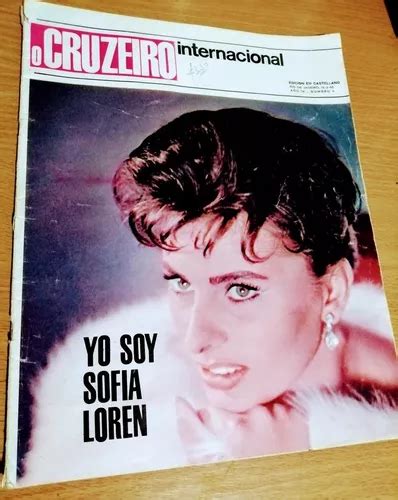 O CRUZEIRO internacional
EDICION EN CASTELLANO
YO SOY
SOFIA
LOREN